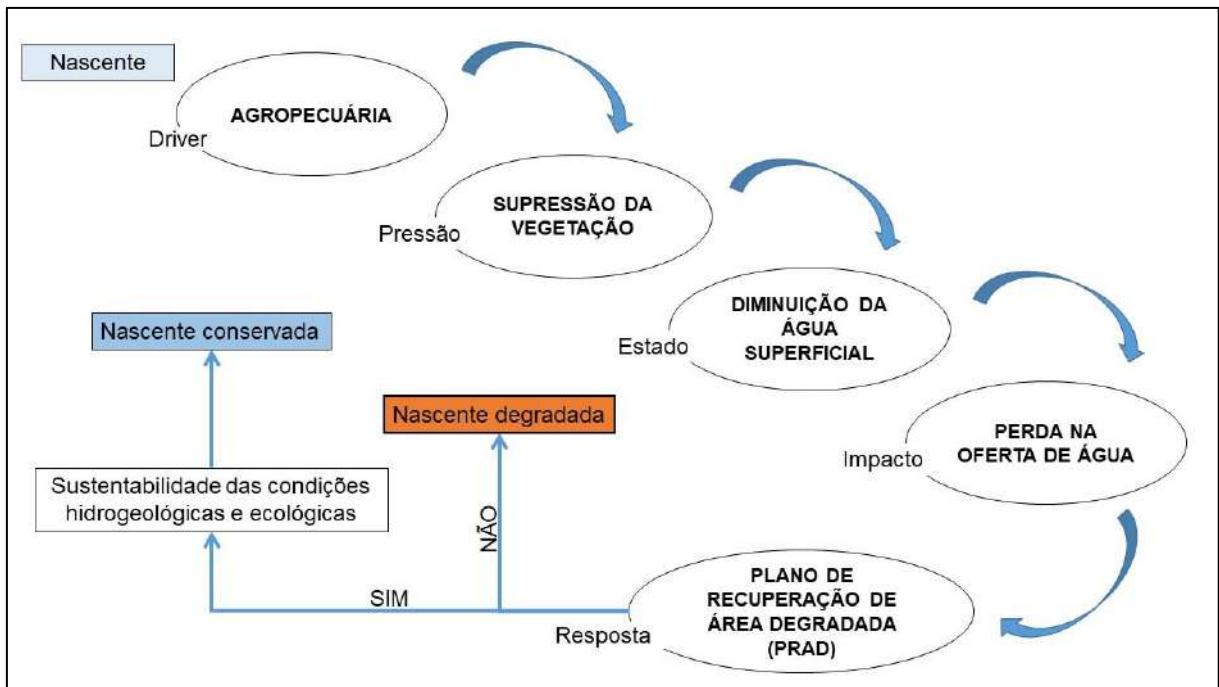 Nascente
AGROPECUÁRIA
Driver
SUPRESSÃO DA
VEGETAÇÃO
Pressão
DIMINUIÇÃO DA
ÁGUA
SUPERFICIAL
Estado
Nascente conservada
Nascente degradada
PERDA NA
OFERTA DE ÁGUA
Impacto
Sustentabilidade das condições
hidrogeológicas e ecológicas
NÃO
SIM
PLANO DE
RECUPERAÇÃO DE
ÁREA DEGRADADA
(PRAD)
Resposta